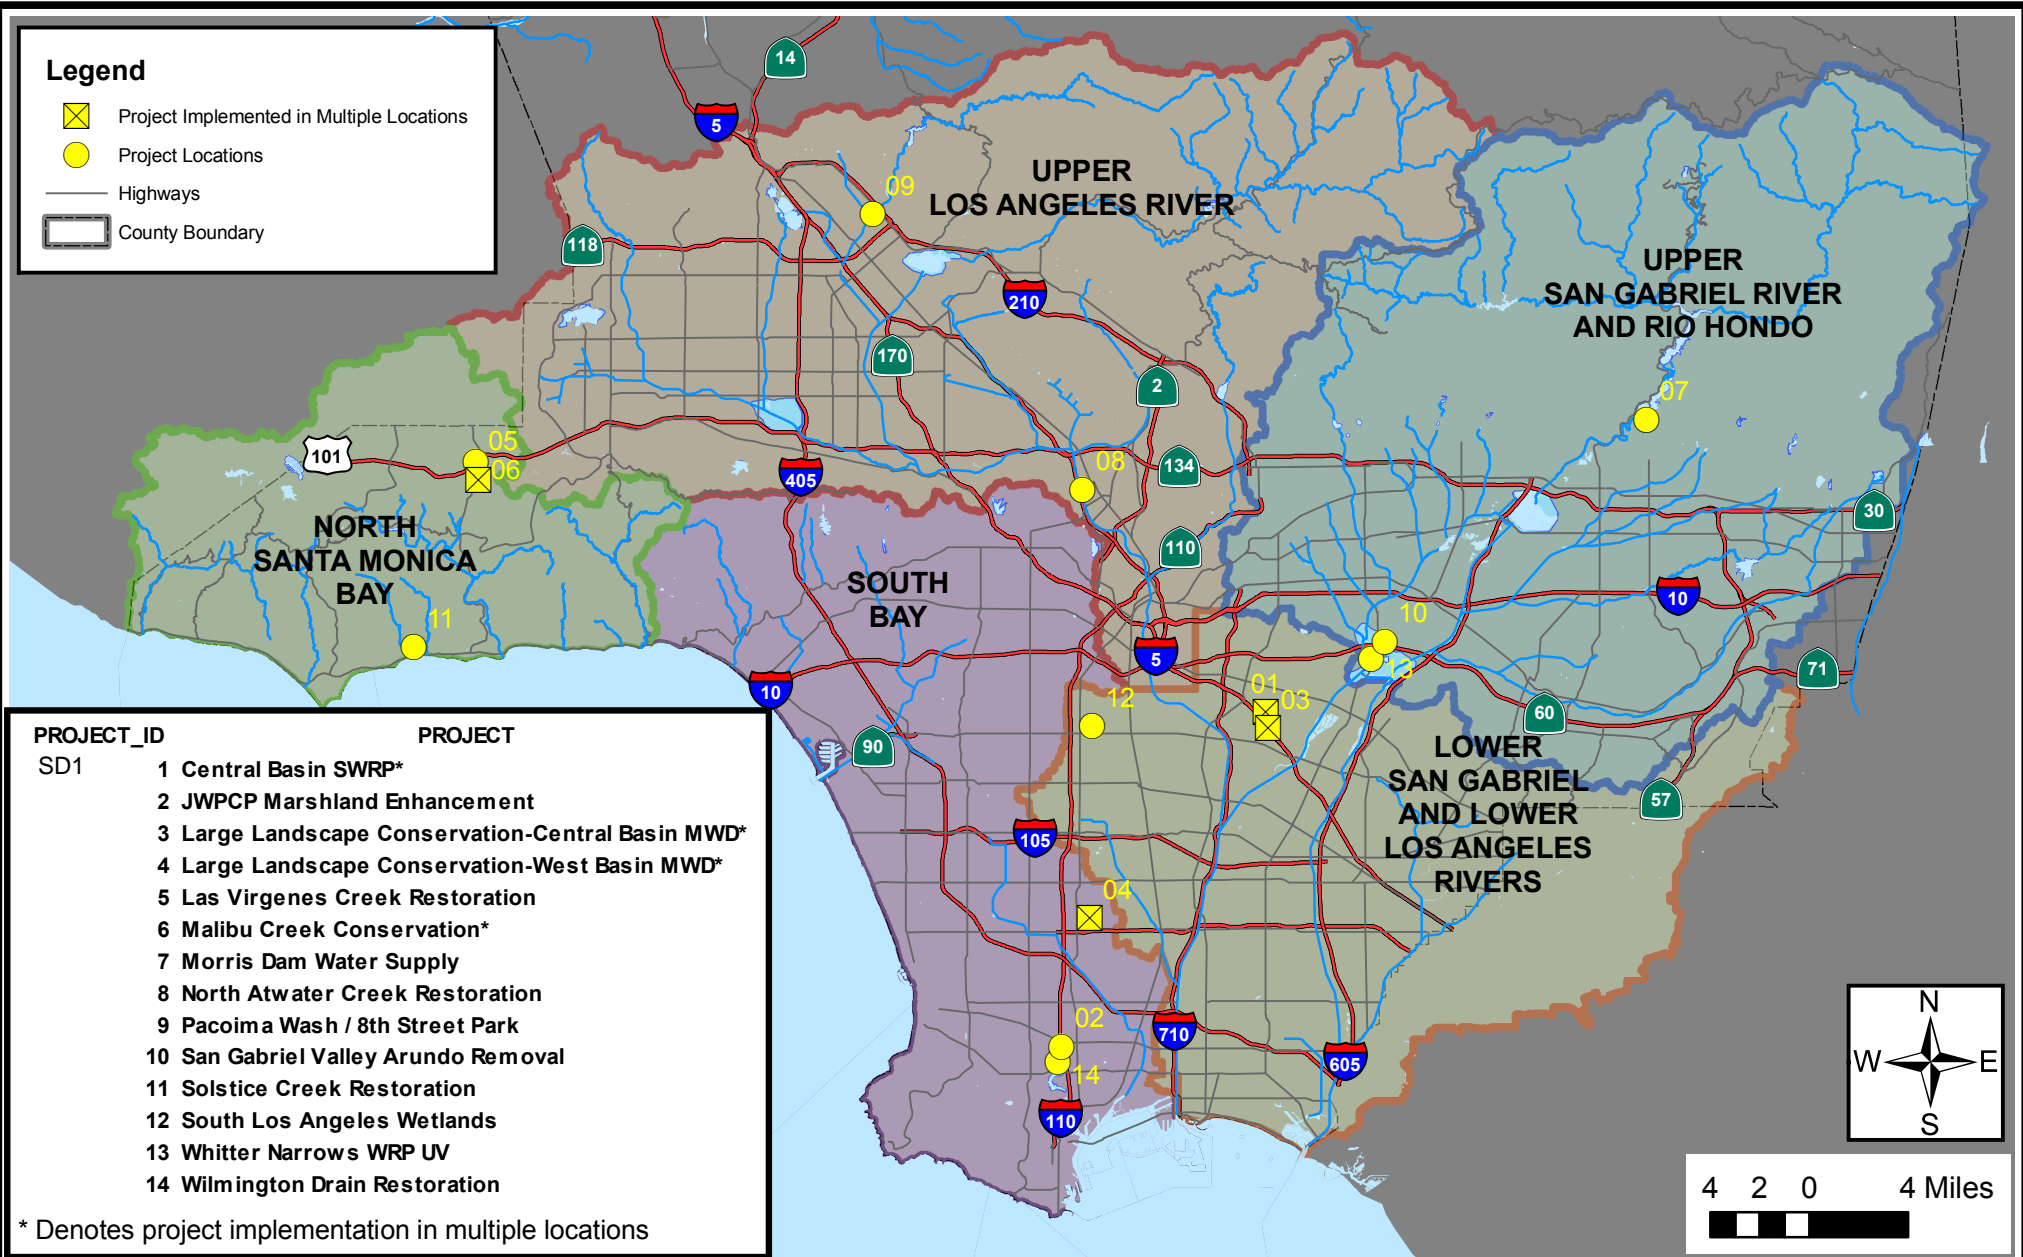 Legend
Project Implemented in Multiple Locations
Project Locations
Highways
County Boundary
14
5
09
UPPER
LOS ANGELES RIVER
118
210
170
2
UPPER
SAN GABRIEL RIVER
AND RIO HONDO
07
05
06
101
405
08
134
30
110
NORTH
SANTA MONICA
BAY
11
SOUTH
BAY
10
10
13
5
10
71
12
01
03
60
90
LOWER
SAN GABRIEL
AND LOWER
LOS ANGELES
RIVERS
57
105
04
02
14
710
605
110
PROJECT_ID PROJECT
SD1
1 Central Basin SWRP*
2 JWPCP Marshland Enhancement
3 Large Landscape Conservation-Central Basin MWD*
4 Large Landscape Conservation-West Basin MWD*
5 Las Virgenes Creek Restoration
6 Malibu Creek Conservation*
7 Morris Dam Water Supply
8 North Atwater Creek Restoration
9 Pacoima Wash / 8th Street Park
10 San Gabriel Valley Arundo Removal
11 Solstice Creek Restoration
12 South Los Angeles Wetlands
13 Whitter Narrows WRP UV
14 Wilmington Drain Restoration
* Denotes project implementation in multiple locations
N
W E
S
4 2 0 4 Miles